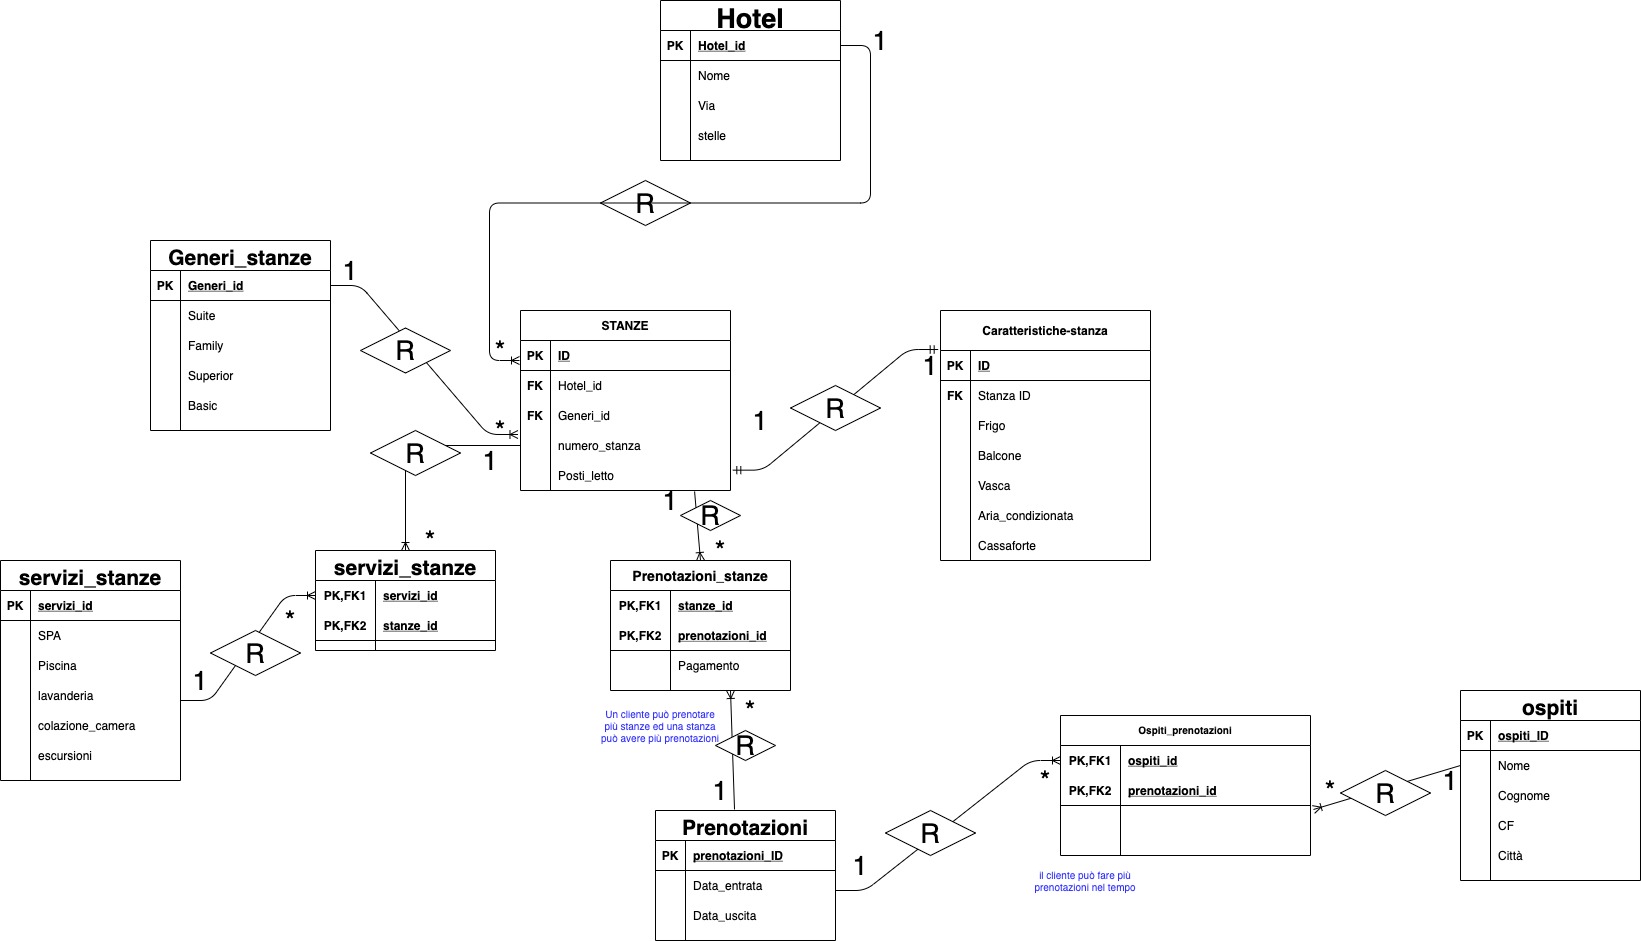 Hotel
1
PK Hotel_id
Nome
Via
stelle
R
Generi_stanze
1
PK Generi_id
Suite
Family
Superior
Basic
R
*
*
STANZE
PK ID
FK Hotel_id
FK Generi_id
numero_stanza
Posti_letto
1
R
1
Caratteristiche-stanza
PK ID
FK Stanza ID
Frigo
Balcone
Vasca
Aria_condizionata
Cassaforte
R
1
*
1
R
*
servizi_stanze
PK servizi_id
SPA
Piscina
lavanderia
colazione_camera
escursioni
1
R
*
servizi_stanze
PK,FK1 servizi_id
PK,FK2 stanze_id
Prenotazioni_stanze
PK,FK1 stanze_id
PK,FK2 prenotazioni_id
Pagamento
*
Un cliente può prenotare
più stanze ed una stanza
può avere più prenotazioni
R
1
Prenotazioni
PK prenotazioni_ID
Data_entrata
Data_uscita
1
R
*
Ospiti_prenotazioni
PK,FK1 ospiti_id
PK,FK2 prenotazioni_id
il cliente può fare più
prenotazioni nel tempo
*
R
1
ospiti
PK ospiti_ID
Nome
Cognome
CF
Città